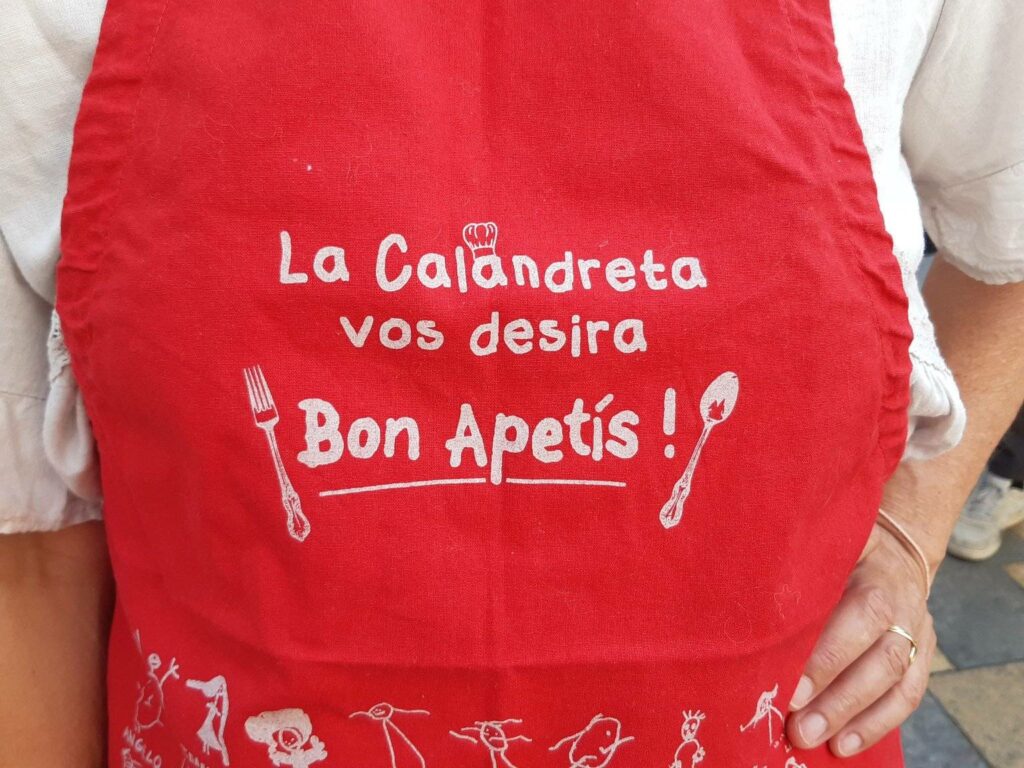 La Calandreta
vos desira
Bon Apetís !